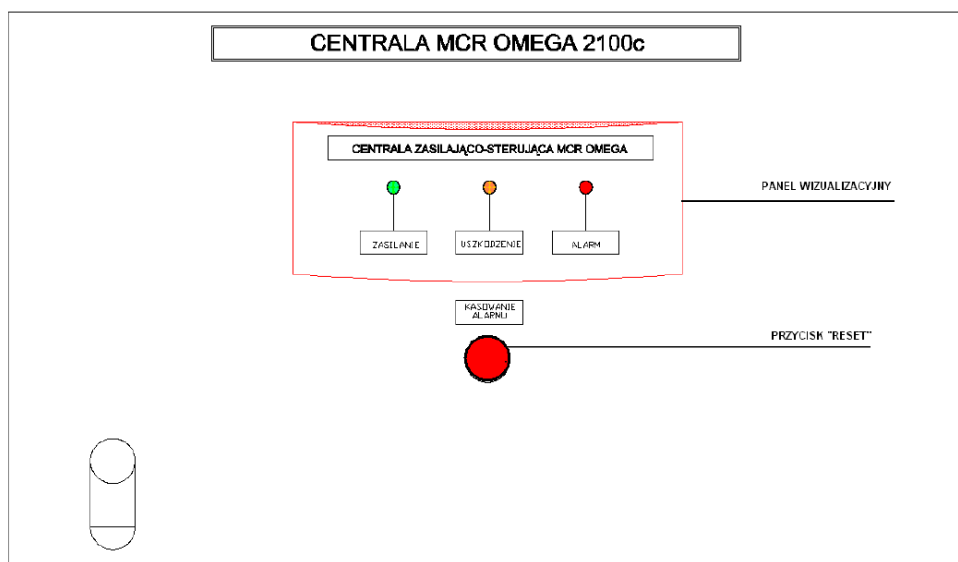 CENTRALA MCR OMEGA 2100c
CENTRALA ZASILAJĄCO-STERUJĄCA MCR OMEGA
PANEL WIZUALIZACYJNY
ZASILANIE
USZKODZENIE
ALARM
KASOWANIE
ALARMU
PRZYCISK "RESET"